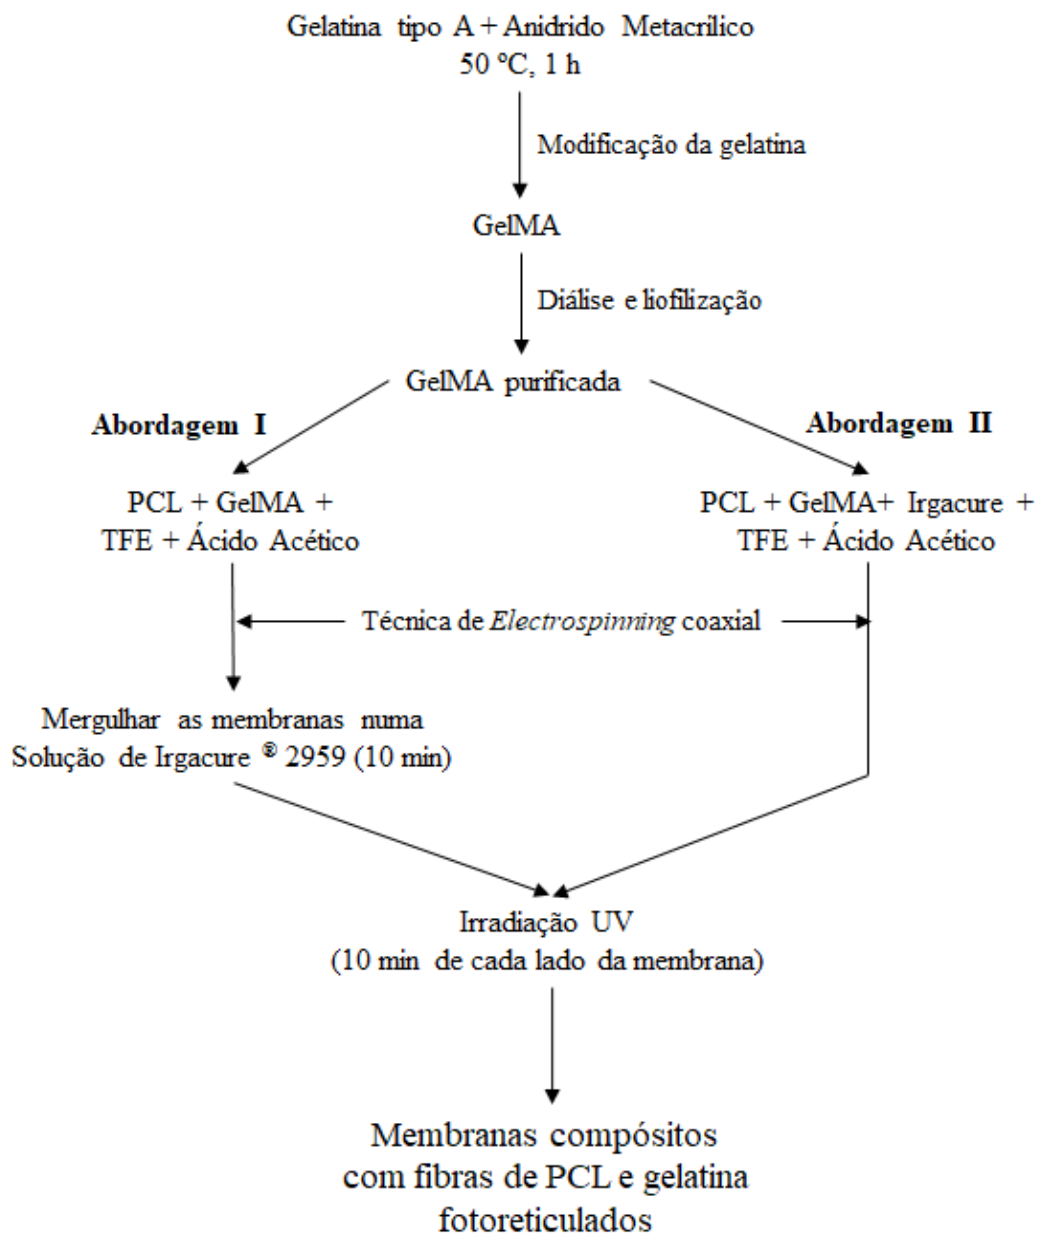 Gelatina tipo A + Anidrido Metacrílico
50 ºC, 1 h
Modificação da gelatina
GelMA
Diálise e liofilização
GelMA purificada
Abordagem I
Abordagem II
PCL + GelMA +
TFE + Ácido Acético
PCL + GelMA+ Irgacure +
TFE + Ácido Acético
Técnica de Electrospinning coaxial
Mergulhar as membranas numa
Solução de Irgacure ® 2959 (10 min)
Irradiação UV
(10 min de cada lado da membrana)
Membranas compósitos
com fibras de PCL e gelatina
fotoreticulados